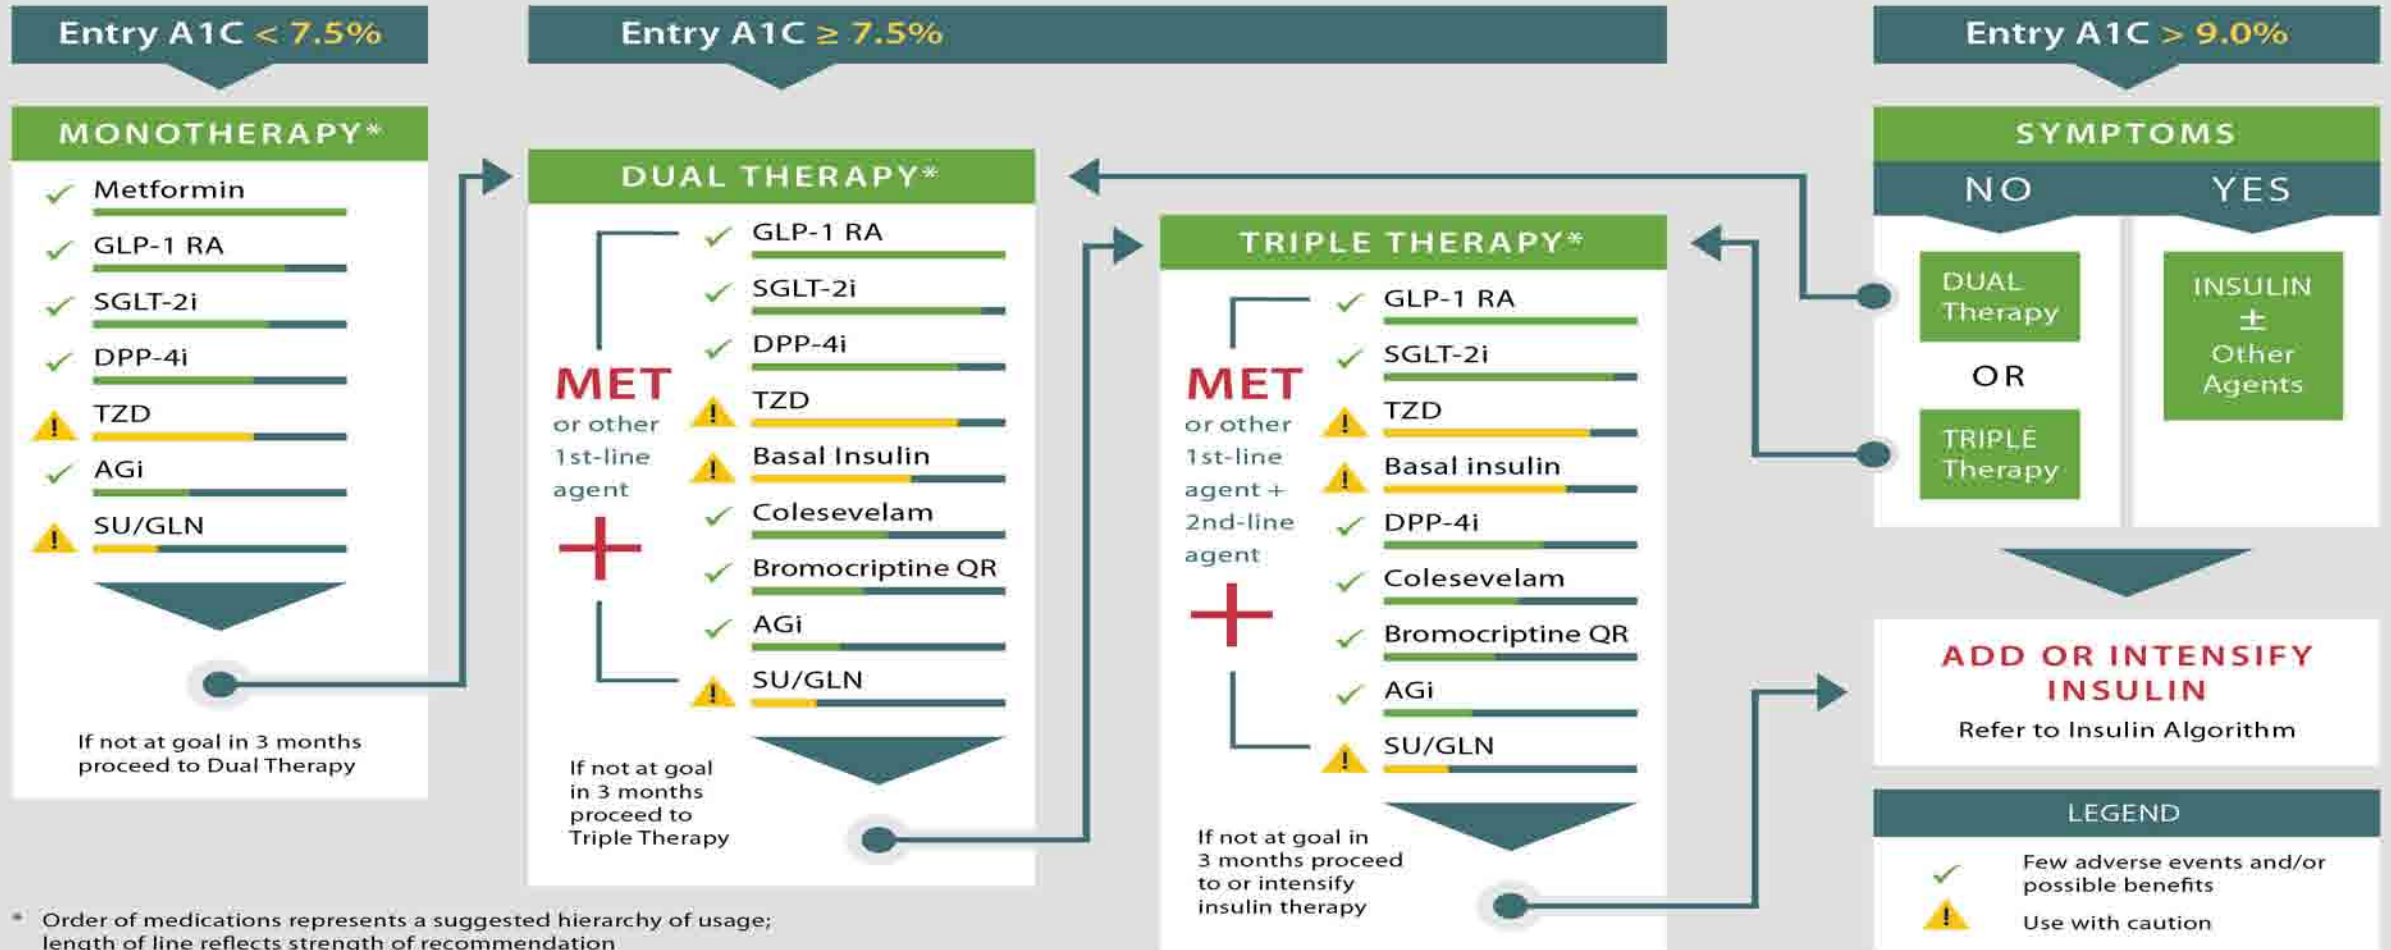 Entry A1C < 7.5%
MONOTHERAPY*
Metformin
GLP-1 RA
SGLT-2i
DPP-4i
TZD
AGi
SU/GLN
If not at goal in 3 months
proceed to Dual Therapy
Entry A1C ≥ 7.5%
DUAL THERAPY*
MET
or other
1st-line
agent
+
GLP-1 RA
SGLT-2i
DPP-4i
TZD
Basal Insulin
Colesevelam
Bromocriptine QR
AGi
SU/GLN
If not at goal
in 3 months
proceed to
Triple Therapy
TRIPLE THERAPY*
MET
or other
1st-line
agent +
2nd-line
agent
+
GLP-1 RA
SGLT-2i
TZD
Basal insulin
DPP-4i
Colesevelam
Bromocriptine QR
AGi
SU/GLN
If not at goal in
3 months proceed
to or intensify
insulin therapy
Entry A1C > 9.0%
SYMPTOMS
NO
YES
DUAL
Therapy
OR
TRIPLE
Therapy
INSULIN
±
Other
Agents
ADD OR INTENSIFY
INSULIN
Refer to Insulin Algorithm
LEGEND
Few adverse events and/or
possible benefits
Use with caution
* Order of medications represents a suggested hierarchy of usage;
length of line reflects strength of recommendation